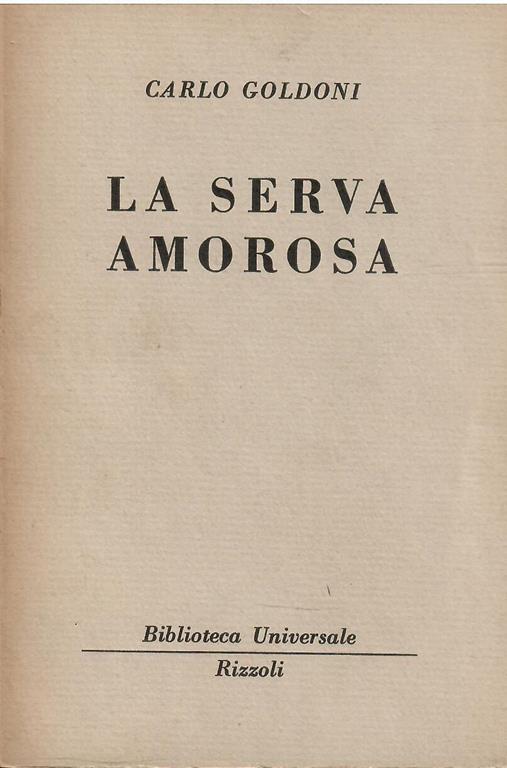 CARLO GOLDONI
LA SERVA
AMOROSA
Biblioteca Universale
Rizzoli